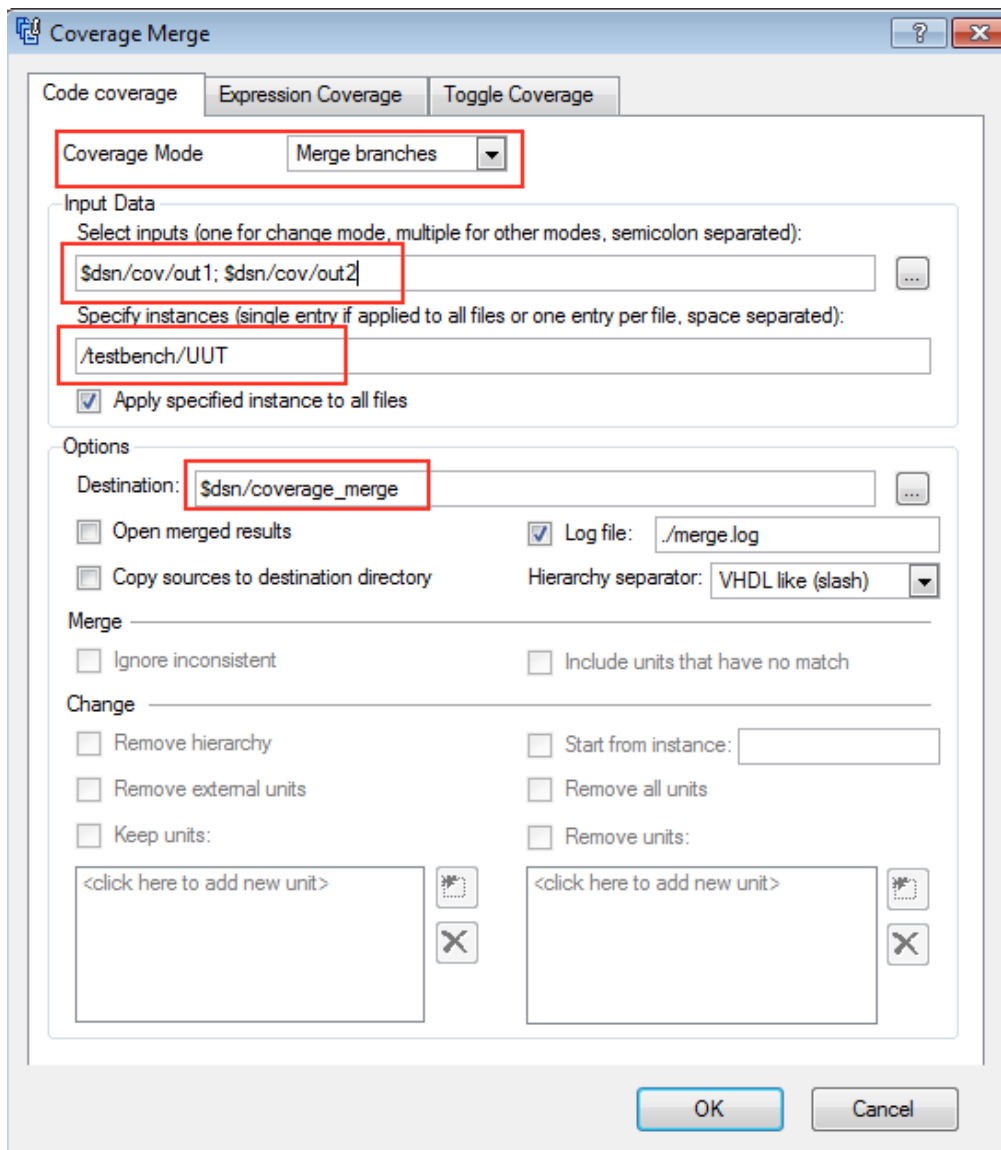 Coverage Merge
Code coverage Expression Coverage Toggle Coverage
Coverage Mode Merge branches
Input Data
Select inputs (one for change mode, multiple for other modes, semicolon separated):
$dsn/cov/out1; $dsn/cov/out2 ...
Specify instances (single entry if applied to all files or one entry per file, space separated):
/testbench/UUT
Apply specified instance to all files
Options
Destination: $dsn/coverage_merge ...
Open merged results Log file: ./merge.log
Copy sources to destination directory Hierarchy separator: VHDL like (slash)
Merge
Ignore inconsistent Include units that have no match
Change
Remove hierarchy Start from instance:
Remove external units Remove all units
Keep units: Remove units:
<click here to add new unit> <click here to add new unit>
OK Cancel